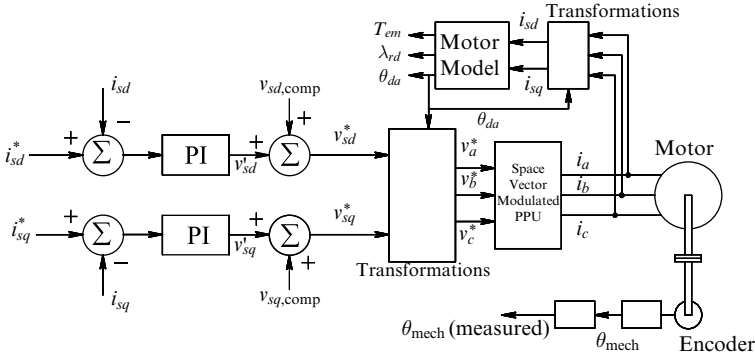 Transformations
T_em
λ_rd
θ_da
Motor
Model
i_sd
i_sq
θ_da
i_sd
v_sd,comp
−
+
+
+
i*_sd
Σ
PI
v'_sd
Σ
v*_sd
v*_a
v*_b
v*_c
Space
Vector
Modulated
PPU
i_a
i_b
i_c
Motor
+
+
i*_sq
Σ
PI
v'_sq
Σ
v*_sq
−
+
i_sq
v_sq,comp
Transformations
θ_mech (measured)
θ_mech
Encoder